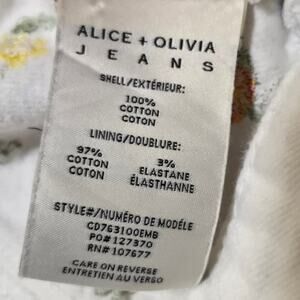 ALICE + OLIVIA
JEANS
SHELL/EXTÉRIEUR:
100%
COTTON
COTON
LINING/DOUBLURE:
97% 3%
COTTON ELASTANE
COTON ÉLASTHANNE
STYLE#/NUMÉRO DE MODÉLE
CD763100EMB
PO#127370
RN#107677
CARE ON REVERSE
ENTRETIEN AU VERSO